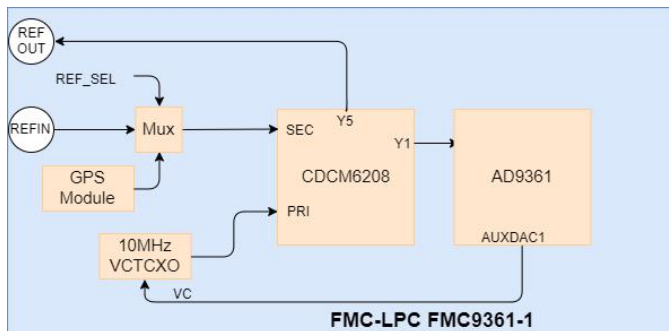 REF
OUT
REF_SEL
REFIN
Mux
SEC
Y5
Y1
CDCM6208
AD9361
GPS
Module
PRI
AUXDAC1
10MHz
VCTCXO
VC
FMC-LPC FMC9361-1